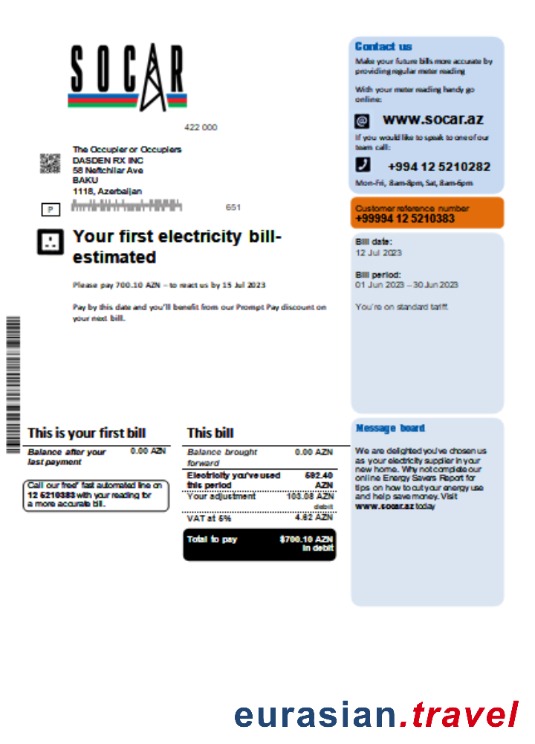 SOCAR
422 000
The Occupier or Occupiers
DASDEN RX INC
58 Neftchilar Ave
BAKU
1118, Azerbaijan
P
651
Your first electricity bill-
estimated
Please pay 700.10 AZN – to react us by 15 Jul 2023
Pay by this date and you'll benefit from our Prompt Pay discount on
your next bill.
Contact us
Make your future bills more accurate by
providing regular meter reading
With your meter reading handy go
online:
www.socar.az
If you would like to speak to one of our
team call:
+994 12 5210282
Mon-Fri, 8am-8pm, Sat, 8am-6pm
Customer reference number
+99994 12 5210383
Bill date:
12 Jul 2023
Bill period:
01 Jun 2023 – 30 Jun 2023
You're on standard tariff.
This is your first bill
Balance after your 0.00 AZN
last payment
Call our free* fast automated line on
12 5210383 with your reading for
a more accurate bill.
This bill
Balance brought 0.00 AZN
forward
Electricity you've used 592.40
this period AZN
Your adjustment 103.08 AZN
debit
VAT at 5% 4.62 AZN
Total to pay $700.10 AZN
in debit
Message board
We are delighted you've chosen us
as your electricity supplier in your
new home. Why not complete our
online Energy Savers Report for
tips on how to cut your energy use
and help save money. Visit
www.socar.az today
eurasian.travel